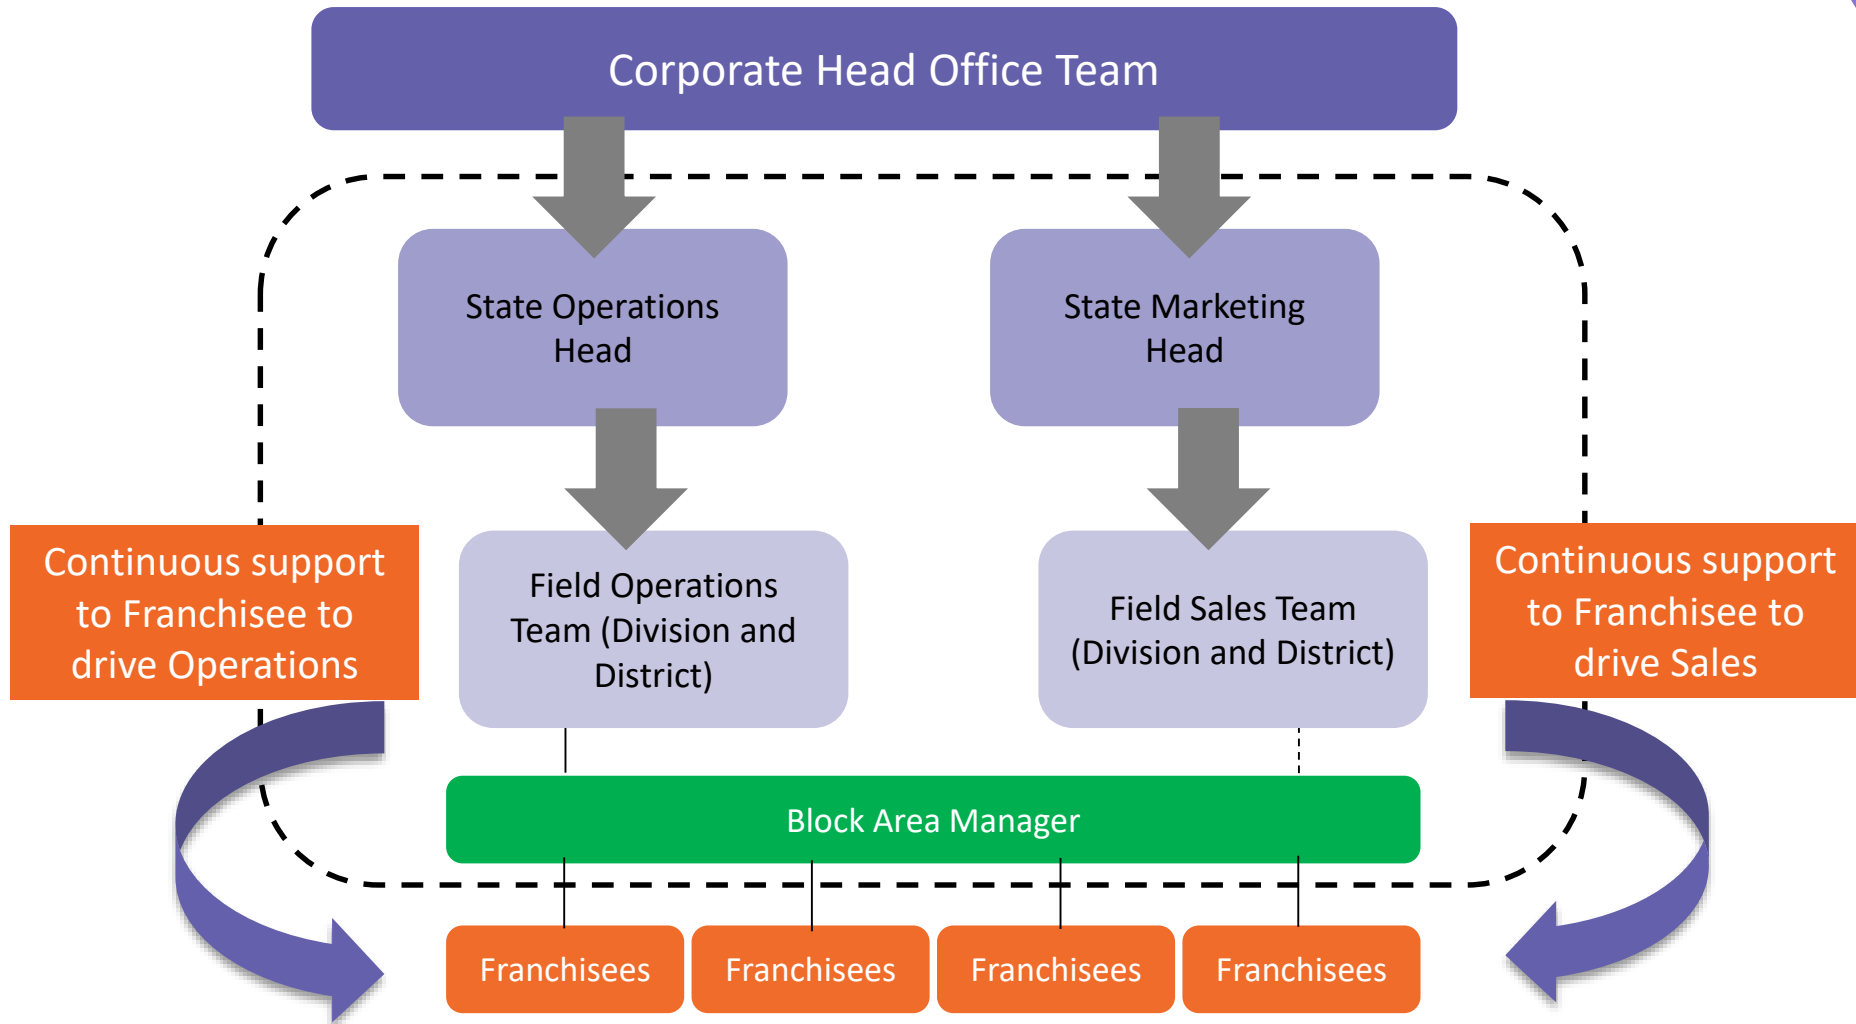 Corporate Head Office Team
State Operations
Head
State Marketing
Head
Continuous support
to Franchisee to
drive Operations
Field Operations
Team (Division and
District)
Field Sales Team
(Division and District)
Continuous support
to Franchisee to
drive Sales
Block Area Manager
Franchisees
Franchisees
Franchisees
Franchisees